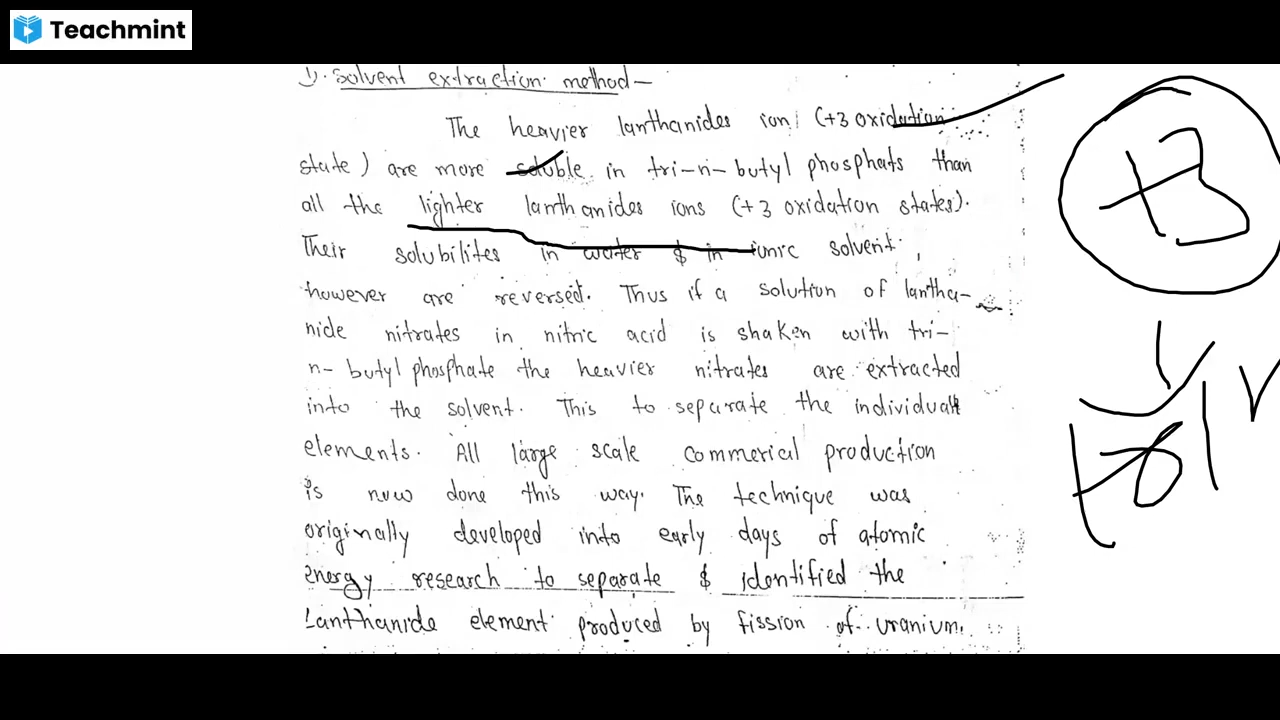 Teachmint
1). Solvent extraction method—
The heavier lanthanides ion (+3 oxidation
state) are more soluble in tri-n-butyl phosphats than
all the lighter lanthanides ions (+3 oxidation states).
Their solubilites in water & in ionic solvent.
however are reversed. Thus if a solution of lantha-
nide nitrates in nitric acid is shaken with tri-
n-butyl phosphate the heavier nitrates are extracted
into the solvent. This to separate the individual
elements. All large scale commerical production
is now done this way. The technique was
originally developed into early days of atomic
energy research to separate & identified the
Lanthanide element produced by fission of uranium.
+3